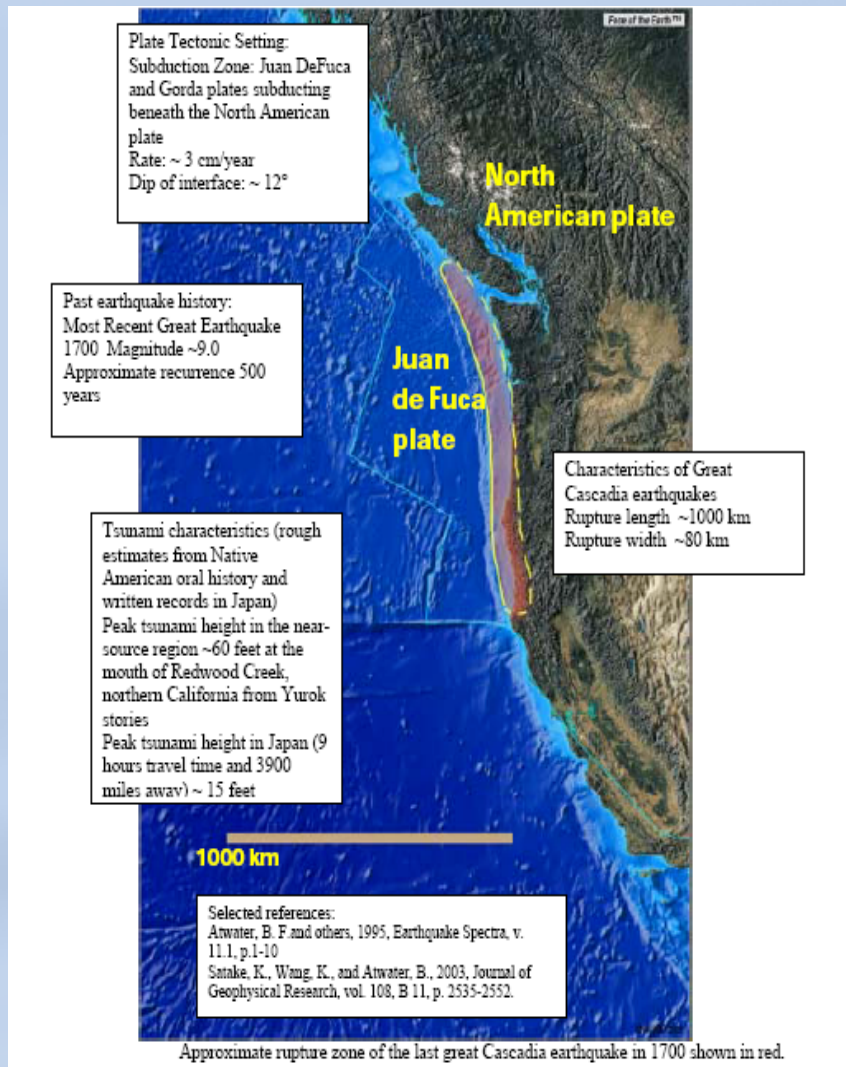 Face of the Earth™
Plate Tectonic Setting:
Subduction Zone: Juan DeFuca
and Gorda plates subducting
beneath the North American
plate
Rate: ~ 3 cm/year
Dip of interface: ~ 12°
North
American plate
Past earthquake history:
Most Recent Great Earthquake
1700 Magnitude ~9.0
Approximate recurrence 500
years
Juan
de Fuca
plate
Characteristics of Great
Cascadia earthquakes
Rupture length ~1000 km
Rupture width ~80 km
Tsunami characteristics (rough
estimates from Native
American oral history and
written records in Japan)
Peak tsunami height in the near-
source region ~60 feet at the
mouth of Redwood Creek,
northern California from Yurok
stories
Peak tsunami height in Japan (9
hours travel time and 3900
miles away) ~ 15 feet
1000 km
Selected references:
Atwater, B. F.and others, 1995, Earthquake Spectra, v.
11.1, p.1-10
Satake, K., Wang, K., and Atwater, B., 2003, Journal of
Geophysical Research, vol. 108, B 11, p. 2535-2552.
Approximate rupture zone of the last great Cascadia earthquake in 1700 shown in red.